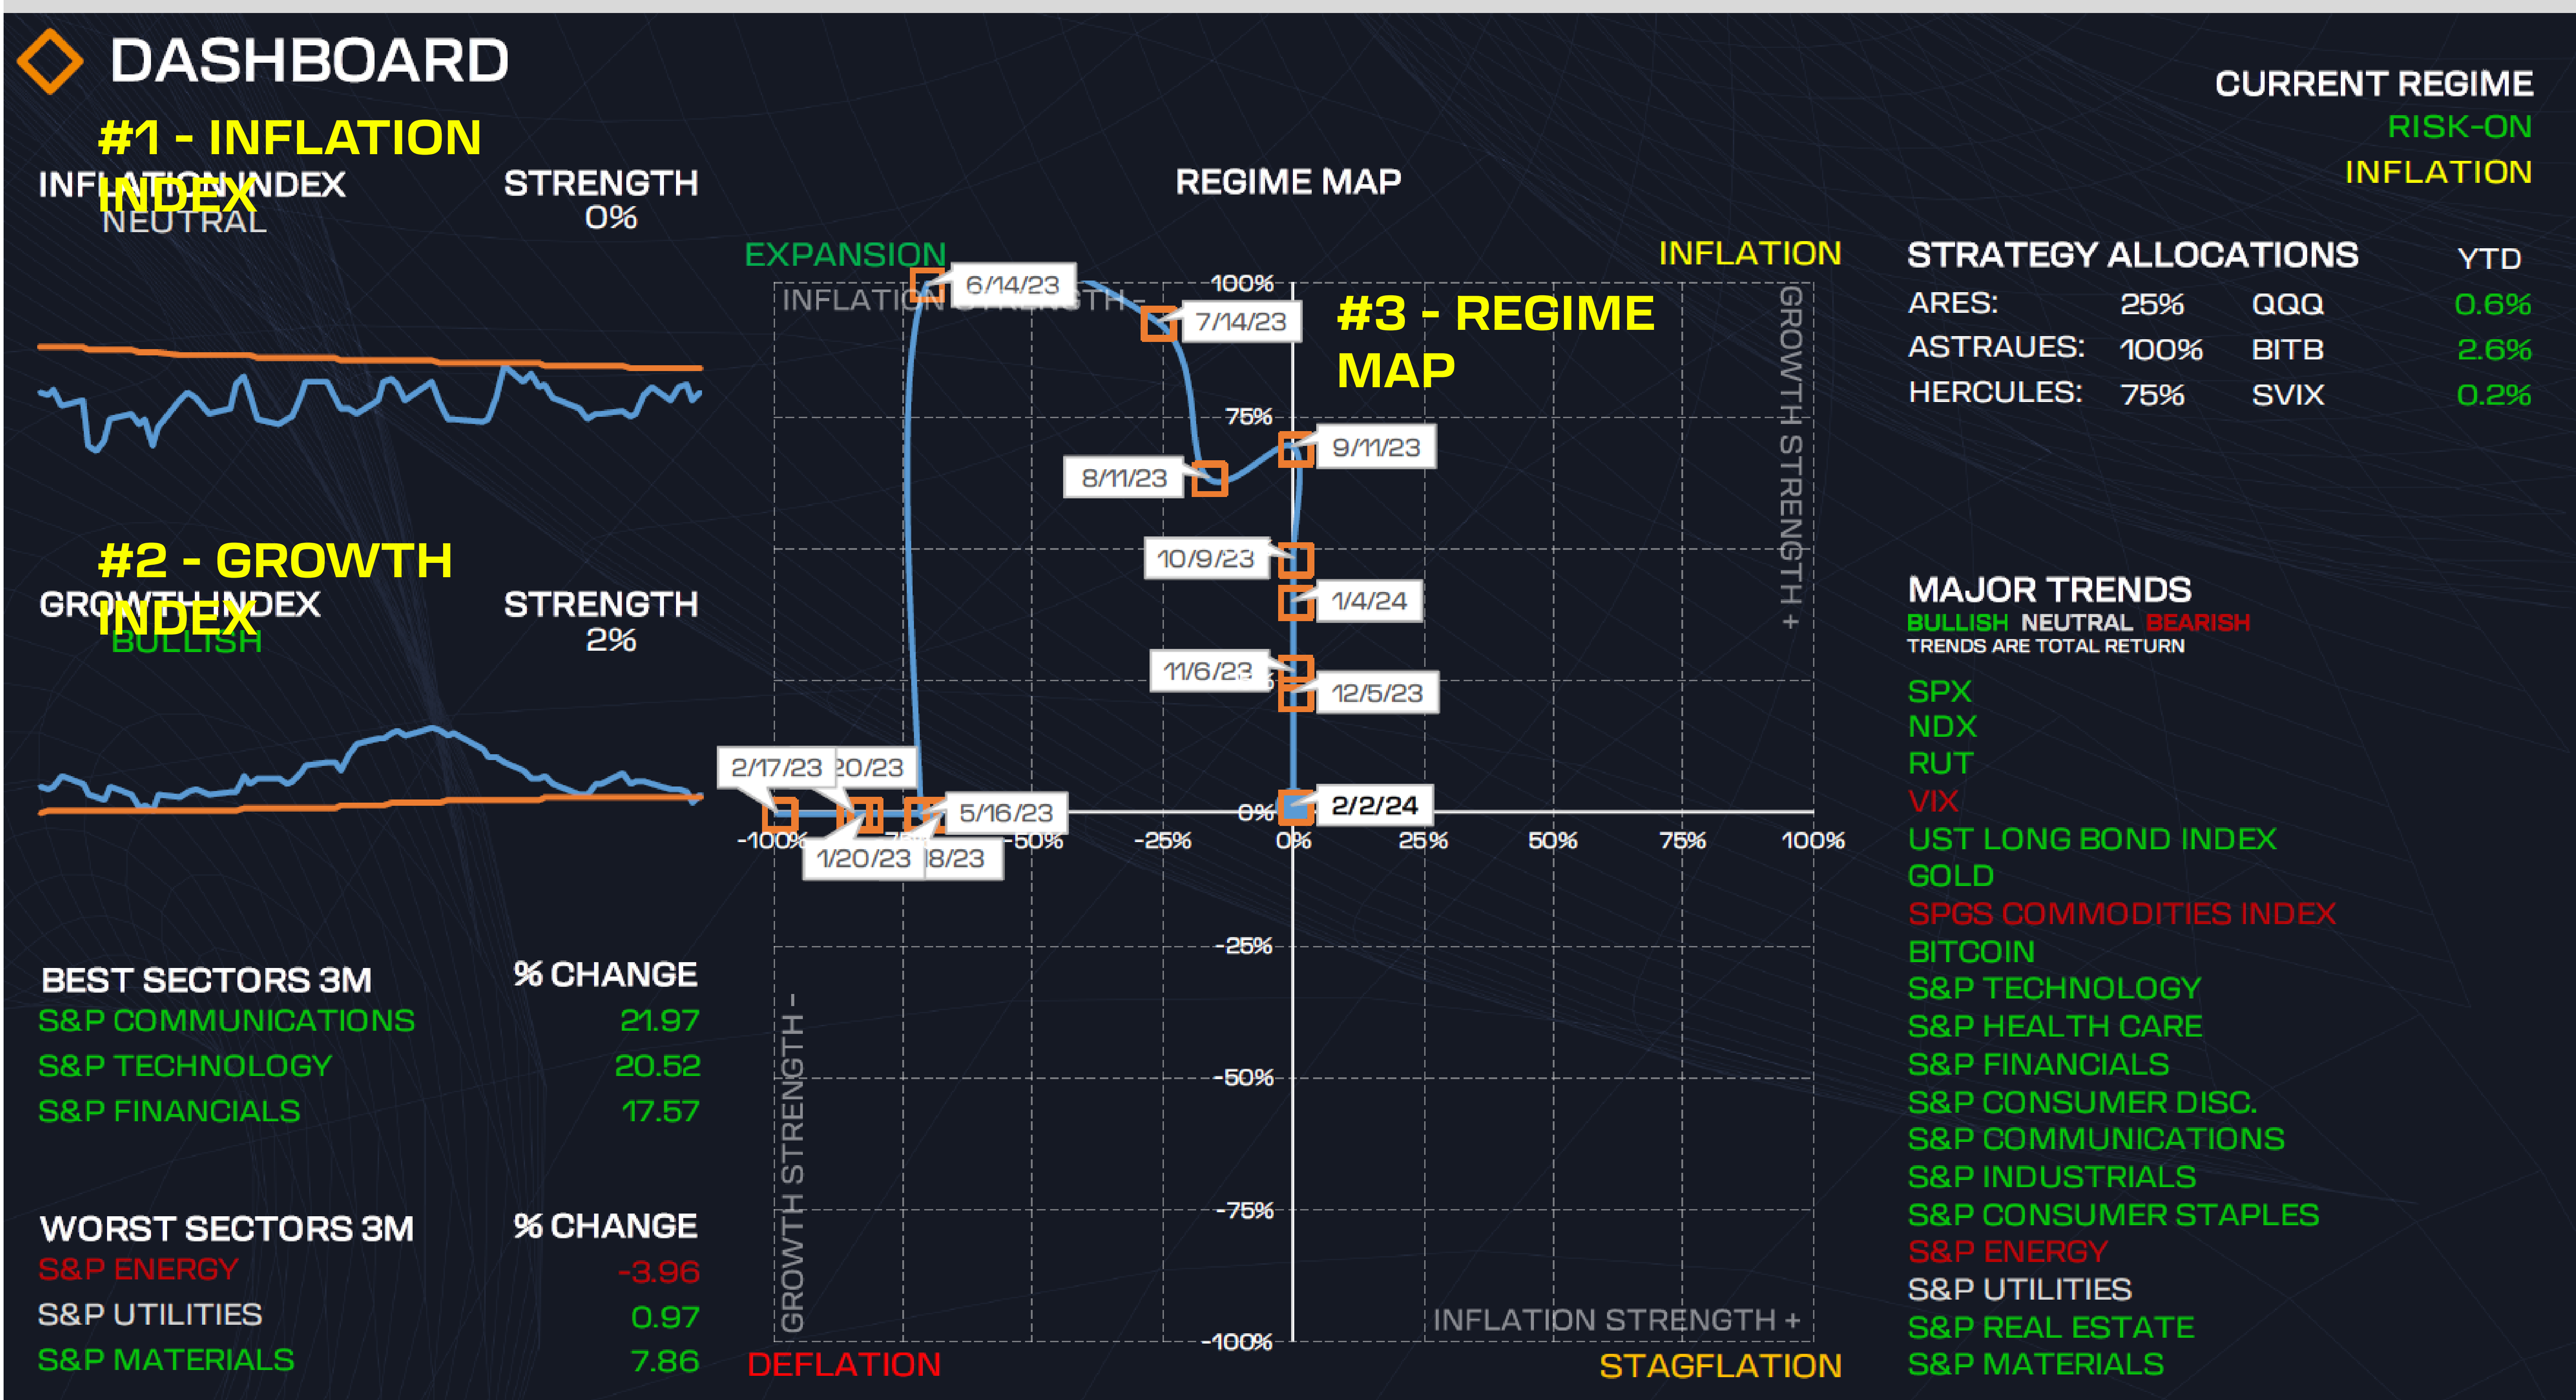 DASHBOARD
#1 - INFLATION
INDEX
INFLATION INDEX
NEUTRAL
STRENGTH
0%
#2 - GROWTH
INDEX
GROWTH INDEX
BULLISH
STRENGTH
2%
BEST SECTORS 3M % CHANGE
S&P COMMUNICATIONS 21.97
S&P TECHNOLOGY 20.52
S&P FINANCIALS 17.57
WORST SECTORS 3M % CHANGE
S&P ENERGY -3.96
S&P UTILITIES 0.97
S&P MATERIALS 7.86
REGIME MAP
EXPANSION
INFLATION
#3 - REGIME
MAP
INFLATION STRENGTH -
GROWTH STRENGTH +
6/14/23
100%
7/14/23
75%
9/11/23
8/11/23
10/9/23
1/4/24
11/6/23
12/5/23
2/17/23
20/23
5/16/23
0%
2/2/24
-100%
-50%
-25%
0%
25%
50%
75%
100%
1/20/23
8/23
-25%
-50%
-75%
-100%
GROWTH STRENGTH -
INFLATION STRENGTH +
DEFLATION
STAGFLATION
CURRENT REGIME
RISK-ON
INFLATION
STRATEGY ALLOCATIONS YTD
ARES: 25% QQQ 0.6%
ASTRAUES: 100% BITB 2.6%
HERCULES: 75% SVIX 0.2%
MAJOR TRENDS
BULLISH NEUTRAL BEARISH
TRENDS ARE TOTAL RETURN
SPX
NDX
RUT
VIX
UST LONG BOND INDEX
GOLD
SPGS COMMODITIES INDEX
BITCOIN
S&P TECHNOLOGY
S&P HEALTH CARE
S&P FINANCIALS
S&P CONSUMER DISC.
S&P COMMUNICATIONS
S&P INDUSTRIALS
S&P CONSUMER STAPLES
S&P ENERGY
S&P UTILITIES
S&P REAL ESTATE
S&P MATERIALS